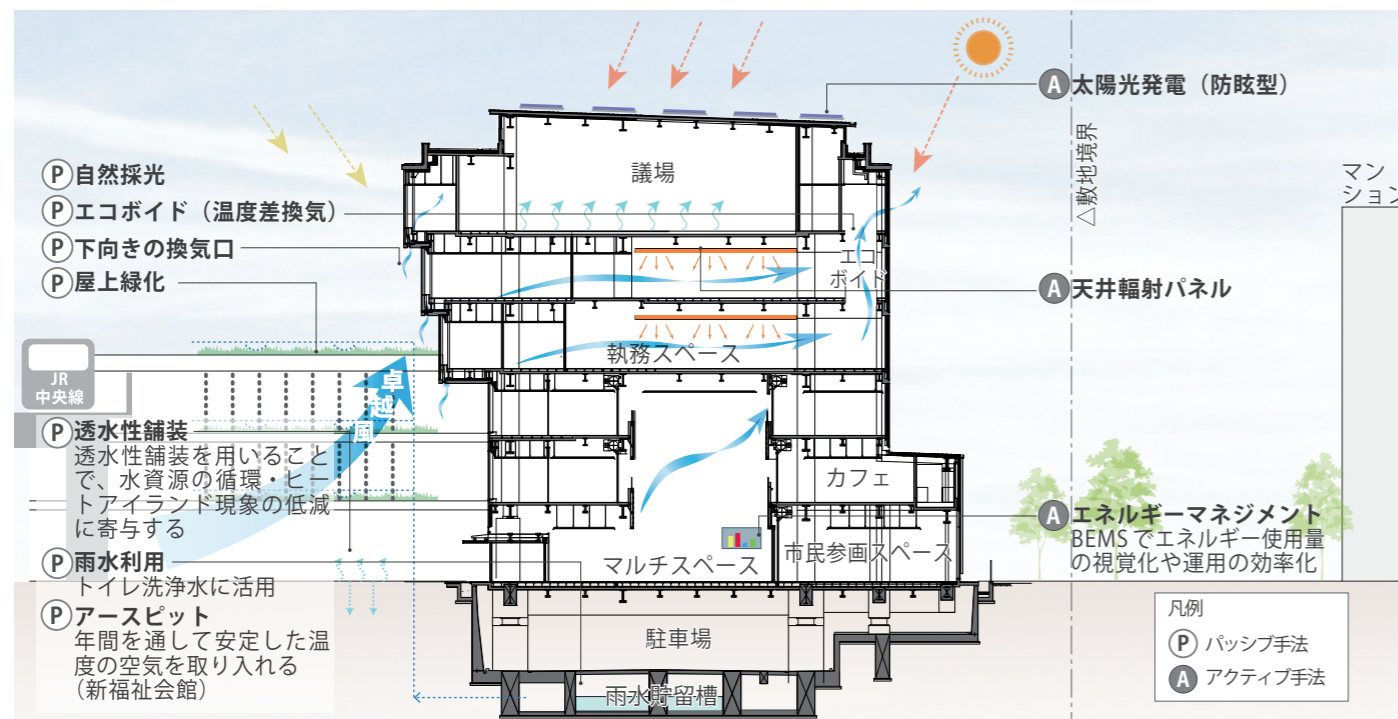 A 太陽光発電（防眩型）
△敷地境界
マン
ション
議場
P 自然採光
P エコボイド（温度差換気）
P 下向きの換気口
P 屋上緑化
エコ
ボイド
A 天井輻射パネル
執務スペース
JR
中央線
卓越風
P 透水性舗装
透水性舗装を用いること
で、水資源の循環・ヒー
トアイランド現象の低減
に寄与する
カフェ
A エネルギーマネジメント
BEMSでエネルギー使用量
の視覚化や運用の効率化
マルチスペース
市民参画スペース
P 雨水利用
トイレ洗浄水に活用
P アースピット
年間を通して安定した温
度の空気を取り入れる
（新福祉会館）
駐車場
雨水貯留槽
凡例
P パッシブ手法
A アクティブ手法